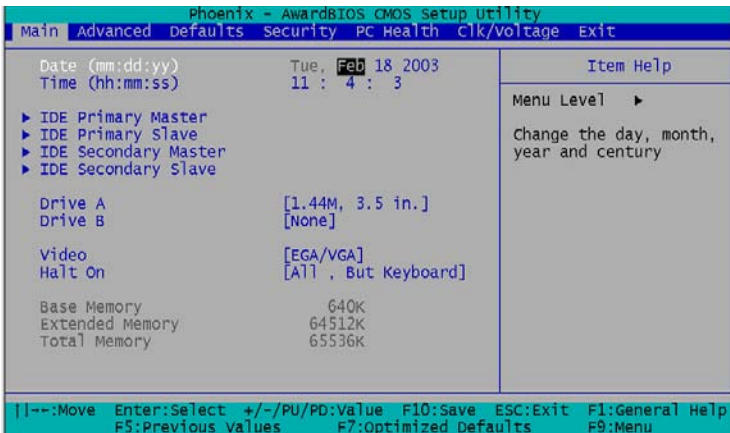 Phoenix - AwardBIOS CMOS Setup Utility
Main Advanced Defaults Security PC Health Clk/Voltage Exit
Date (mm:dd:yy) Tue, Feb 18 2003
Time (hh:mm:ss) 11 : 4 : 3
▶ IDE Primary Master
▶ IDE Primary Slave
▶ IDE Secondary Master
▶ IDE Secondary Slave
Drive A [1.44M, 3.5 in.]
Drive B [None]
Video [EGA/VGA]
Halt On [All , But Keyboard]
Base Memory 640K
Extended Memory 64512K
Total Memory 65536K
Item Help
Menu Level ▶
Change the day, month,
year and century
||--:Move Enter:Select +/-/PU/PD:Value F10:Save ESC:Exit F1:General Help
F5:Previous Values F7:Optimized Defaults F9:Menu